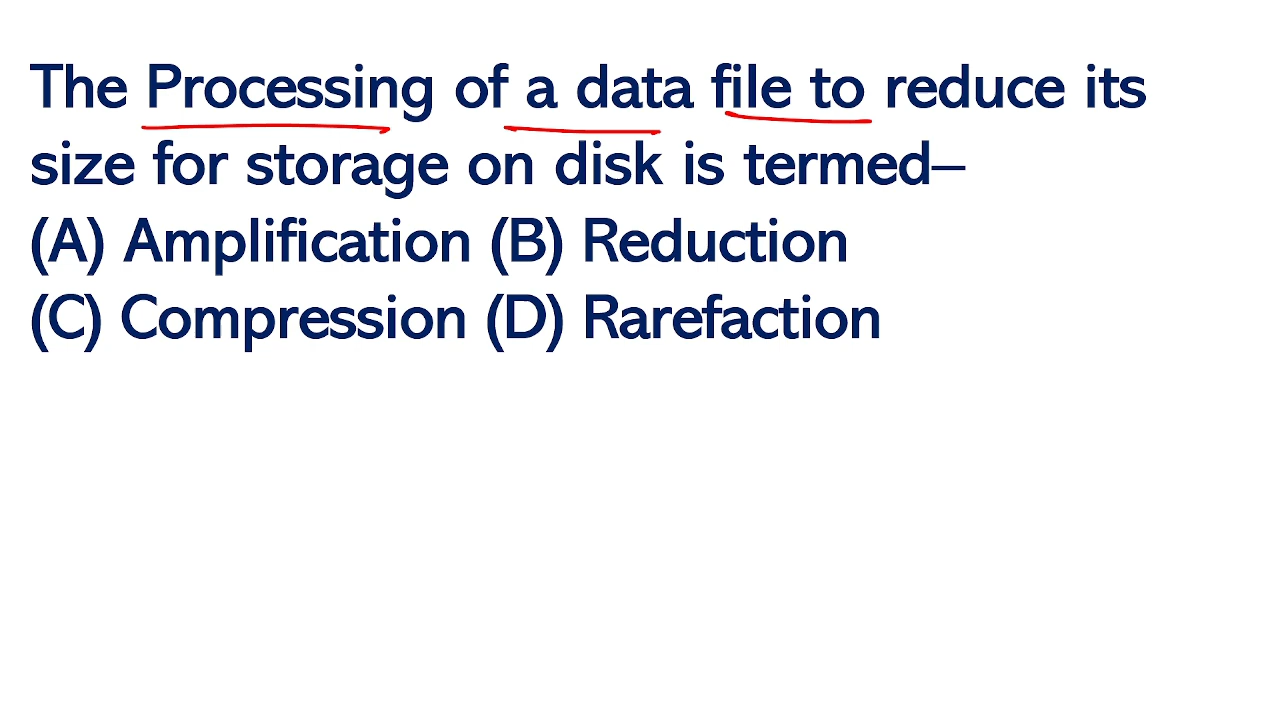 The Processing of a data file to reduce its
size for storage on disk is termed–
(A) Amplification (B) Reduction
(C) Compression (D) Rarefaction